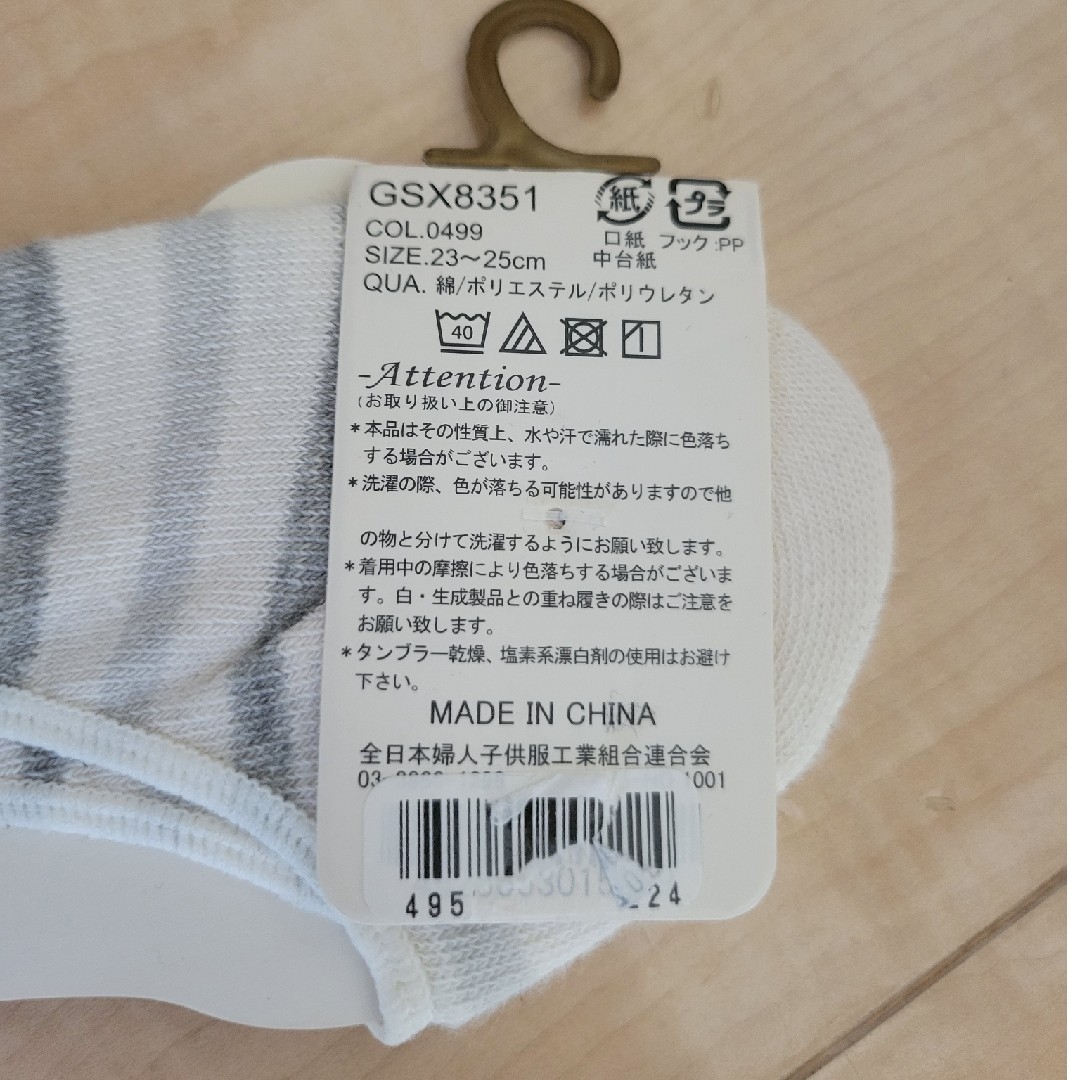 GSX8351
紙 プラ
COL.0499
口紙 フック:PP
SIZE.23～25cm
中台紙
QUA. 綿/ポリエステル/ポリウレタン
40
-Attention-
(お取り扱い上の御注意)
*本品はその性質上、水や汗で濡れた際に色落ち
する場合がございます。
*洗濯の際、色が落ちる可能性がありますので他
の物と分けて洗濯するようにお願い致します。
*着用中の摩擦により色落ちする場合がございま
す。白・生成製品との重ね履きの際はご注意を
お願い致します。
*タンブラー乾燥、塩素系漂白剤の使用はお避け
下さい。
MADE IN CHINA
全日本婦人子供服工業組合連合会
03- 1001
495 24